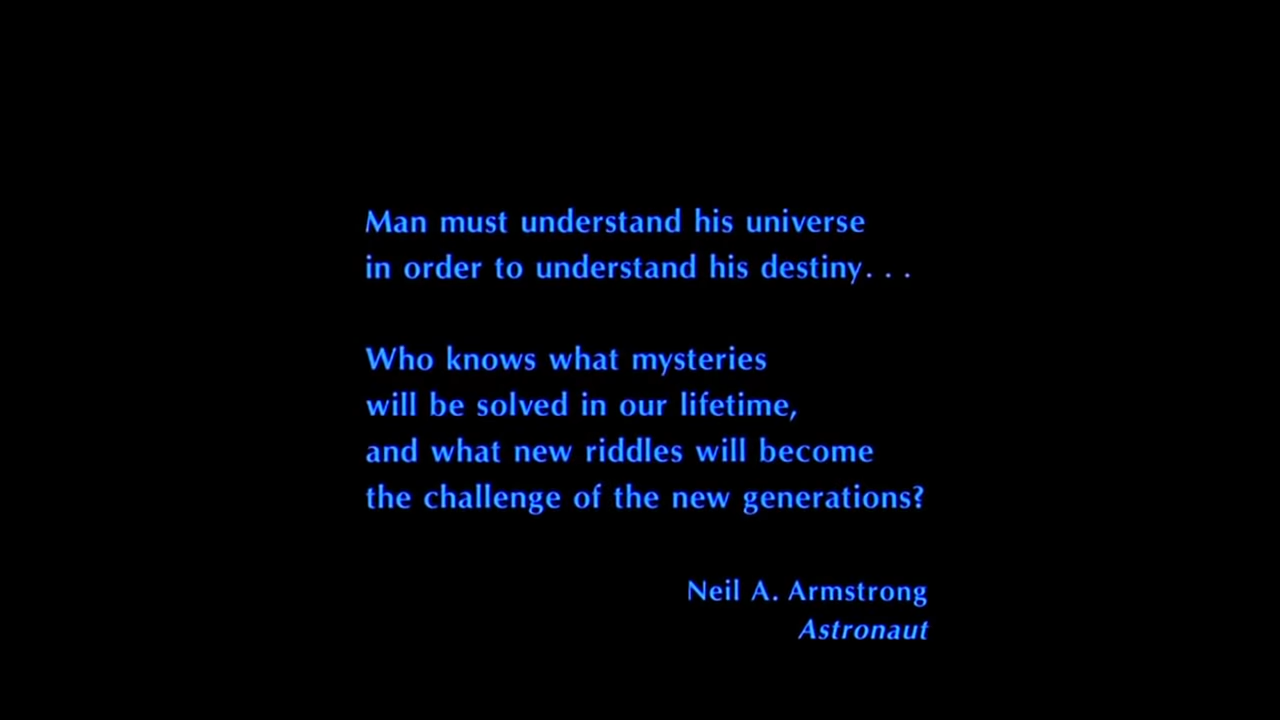 Man must understand his universe
in order to understand his destiny. . .
Who knows what mysteries
will be solved in our lifetime,
and what new riddles will become
the challenge of the new generations?
Neil A. Armstrong
Astronaut